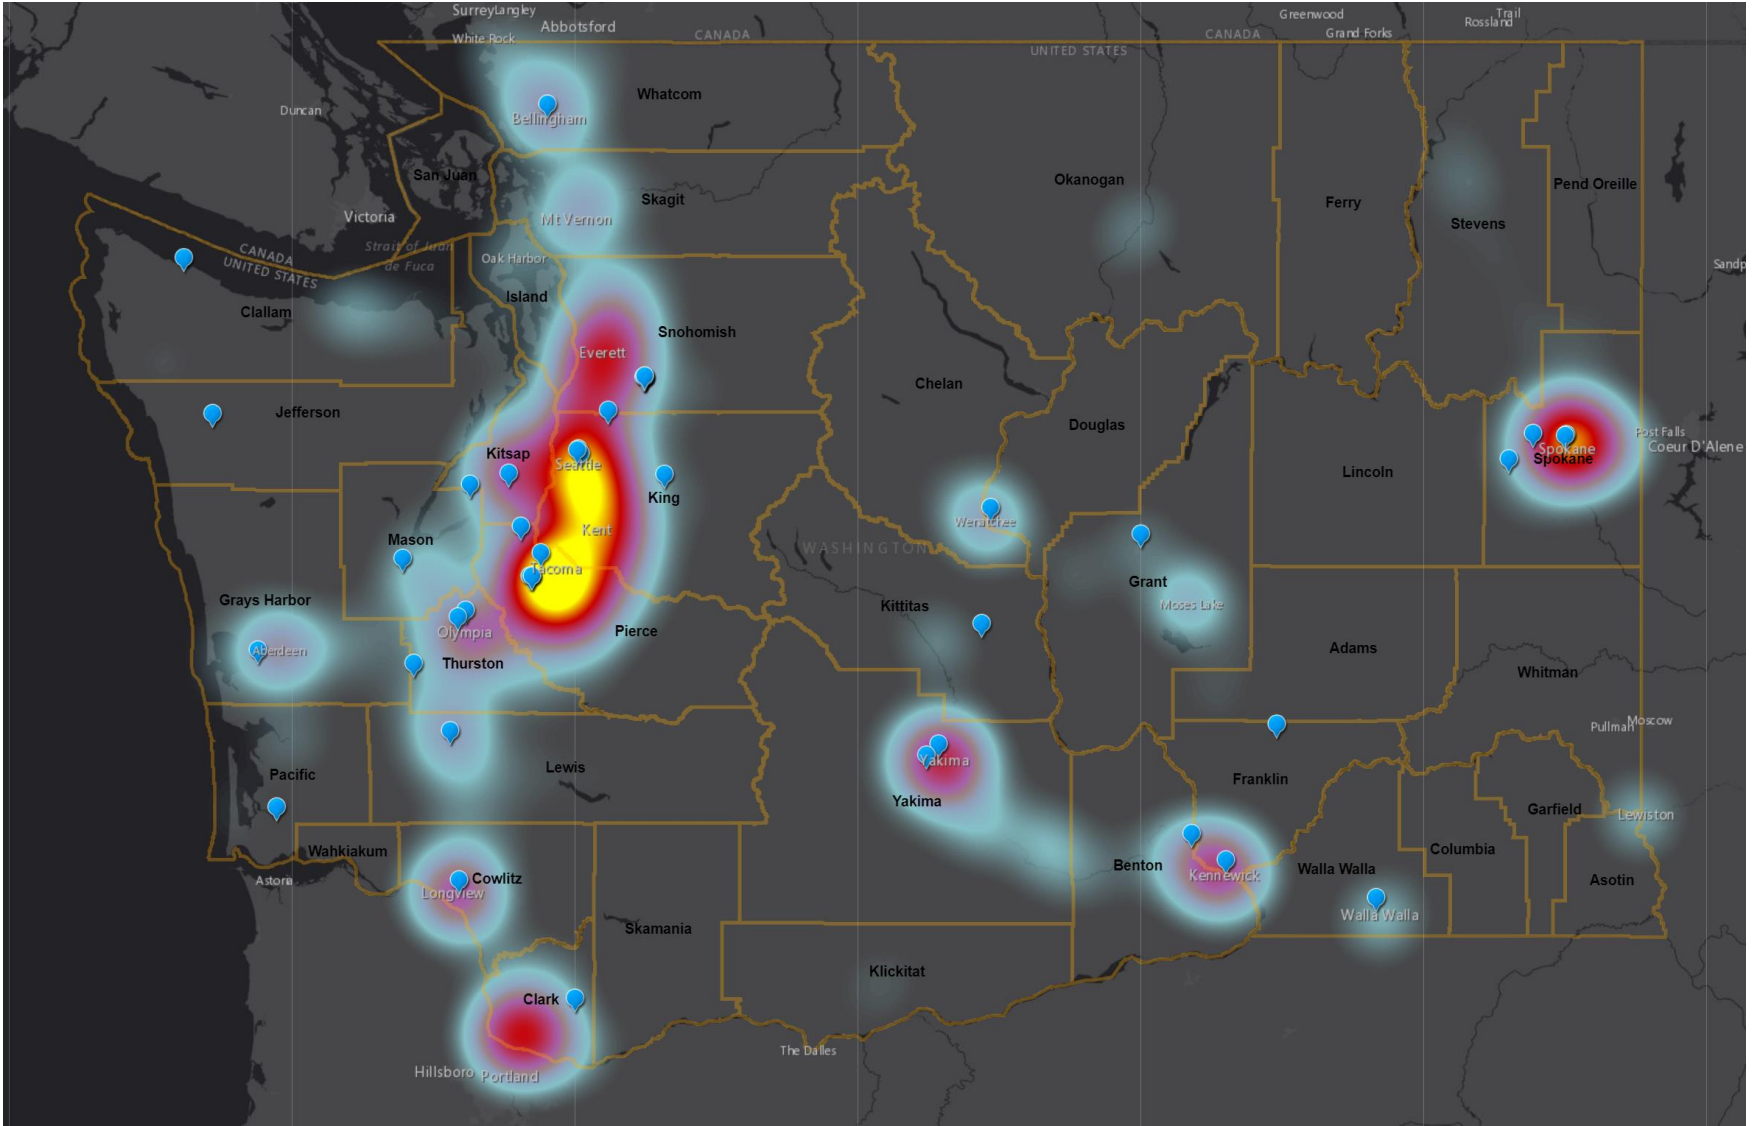 Surrey
Langley
Abbotsford
White Rock
CANADA
UNITED STATES
CANADA
Greenwood
Grand Forks
Trail
Rossland
Whatcom
Duncan
Bellingham
San Juan
Skagit
Okanogan
Ferry
Pend Oreille
Victoria
Mt Vernon
Stevens
Strait of Juan
de Fuca
CANADA
UNITED STATES
Oak Harbor
Sandp
Island
Clallam
Snohomish
Everett
Chelan
Jefferson
Douglas
Post Falls
Coeur D'Alene
Kitsap
Seattle
Spokane
Spokane
Lincoln
King
Wenatchee
Kent
Mason
WASHINGTON
Tacoma
Grant
Grays Harbor
Kittitas
Moses Lake
Olympia
Pierce
Aberdeen
Thurston
Adams
Whitman
Moscow
Pullman
Yakima
Pacific
Lewis
Franklin
Yakima
Garfield
Lewiston
Wahkiakum
Columbia
Benton
Walla Walla
Kennewick
Astoria
Cowlitz
Longview
Asotin
Walla Walla
Skamania
Klickitat
Clark
The Dalles
Hillsboro
Portland